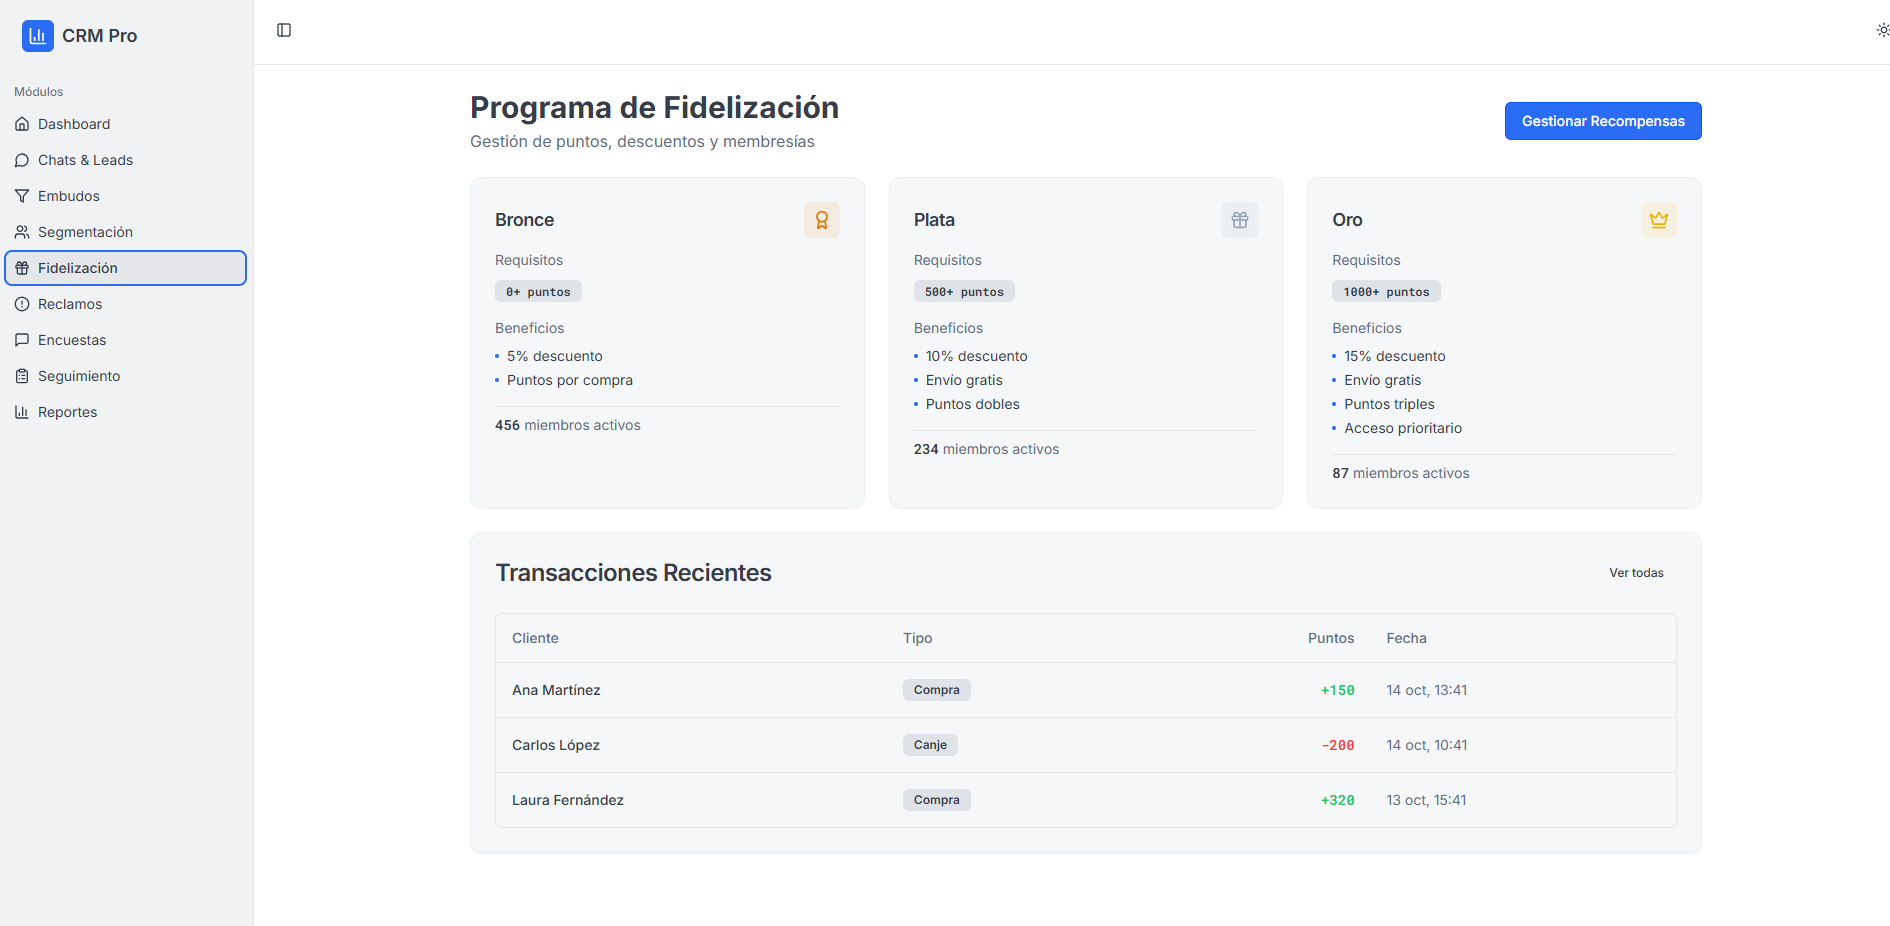 CRM Pro
Módulos
Dashboard
Chats & Leads
Embudos
Segmentación
Fidelización
Reclamos
Encuestas
Seguimiento
Reportes
Programa de Fidelización
Gestión de puntos, descuentos y membresías
Gestionar Recompensas
Bronce
Requisitos
0+ puntos
Beneficios
5% descuento
Puntos por compra
456 miembros activos
Plata
Requisitos
500+ puntos
Beneficios
10% descuento
Envío gratis
Puntos dobles
234 miembros activos
Oro
Requisitos
1000+ puntos
Beneficios
15% descuento
Envío gratis
Puntos triples
Acceso prioritario
87 miembros activos
Transacciones Recientes
Ver todas
Cliente Tipo Puntos Fecha
Ana Martínez Compra +150 14 oct, 13:41
Carlos López Canje -200 14 oct, 10:41
Laura Fernández Compra +320 13 oct, 15:41